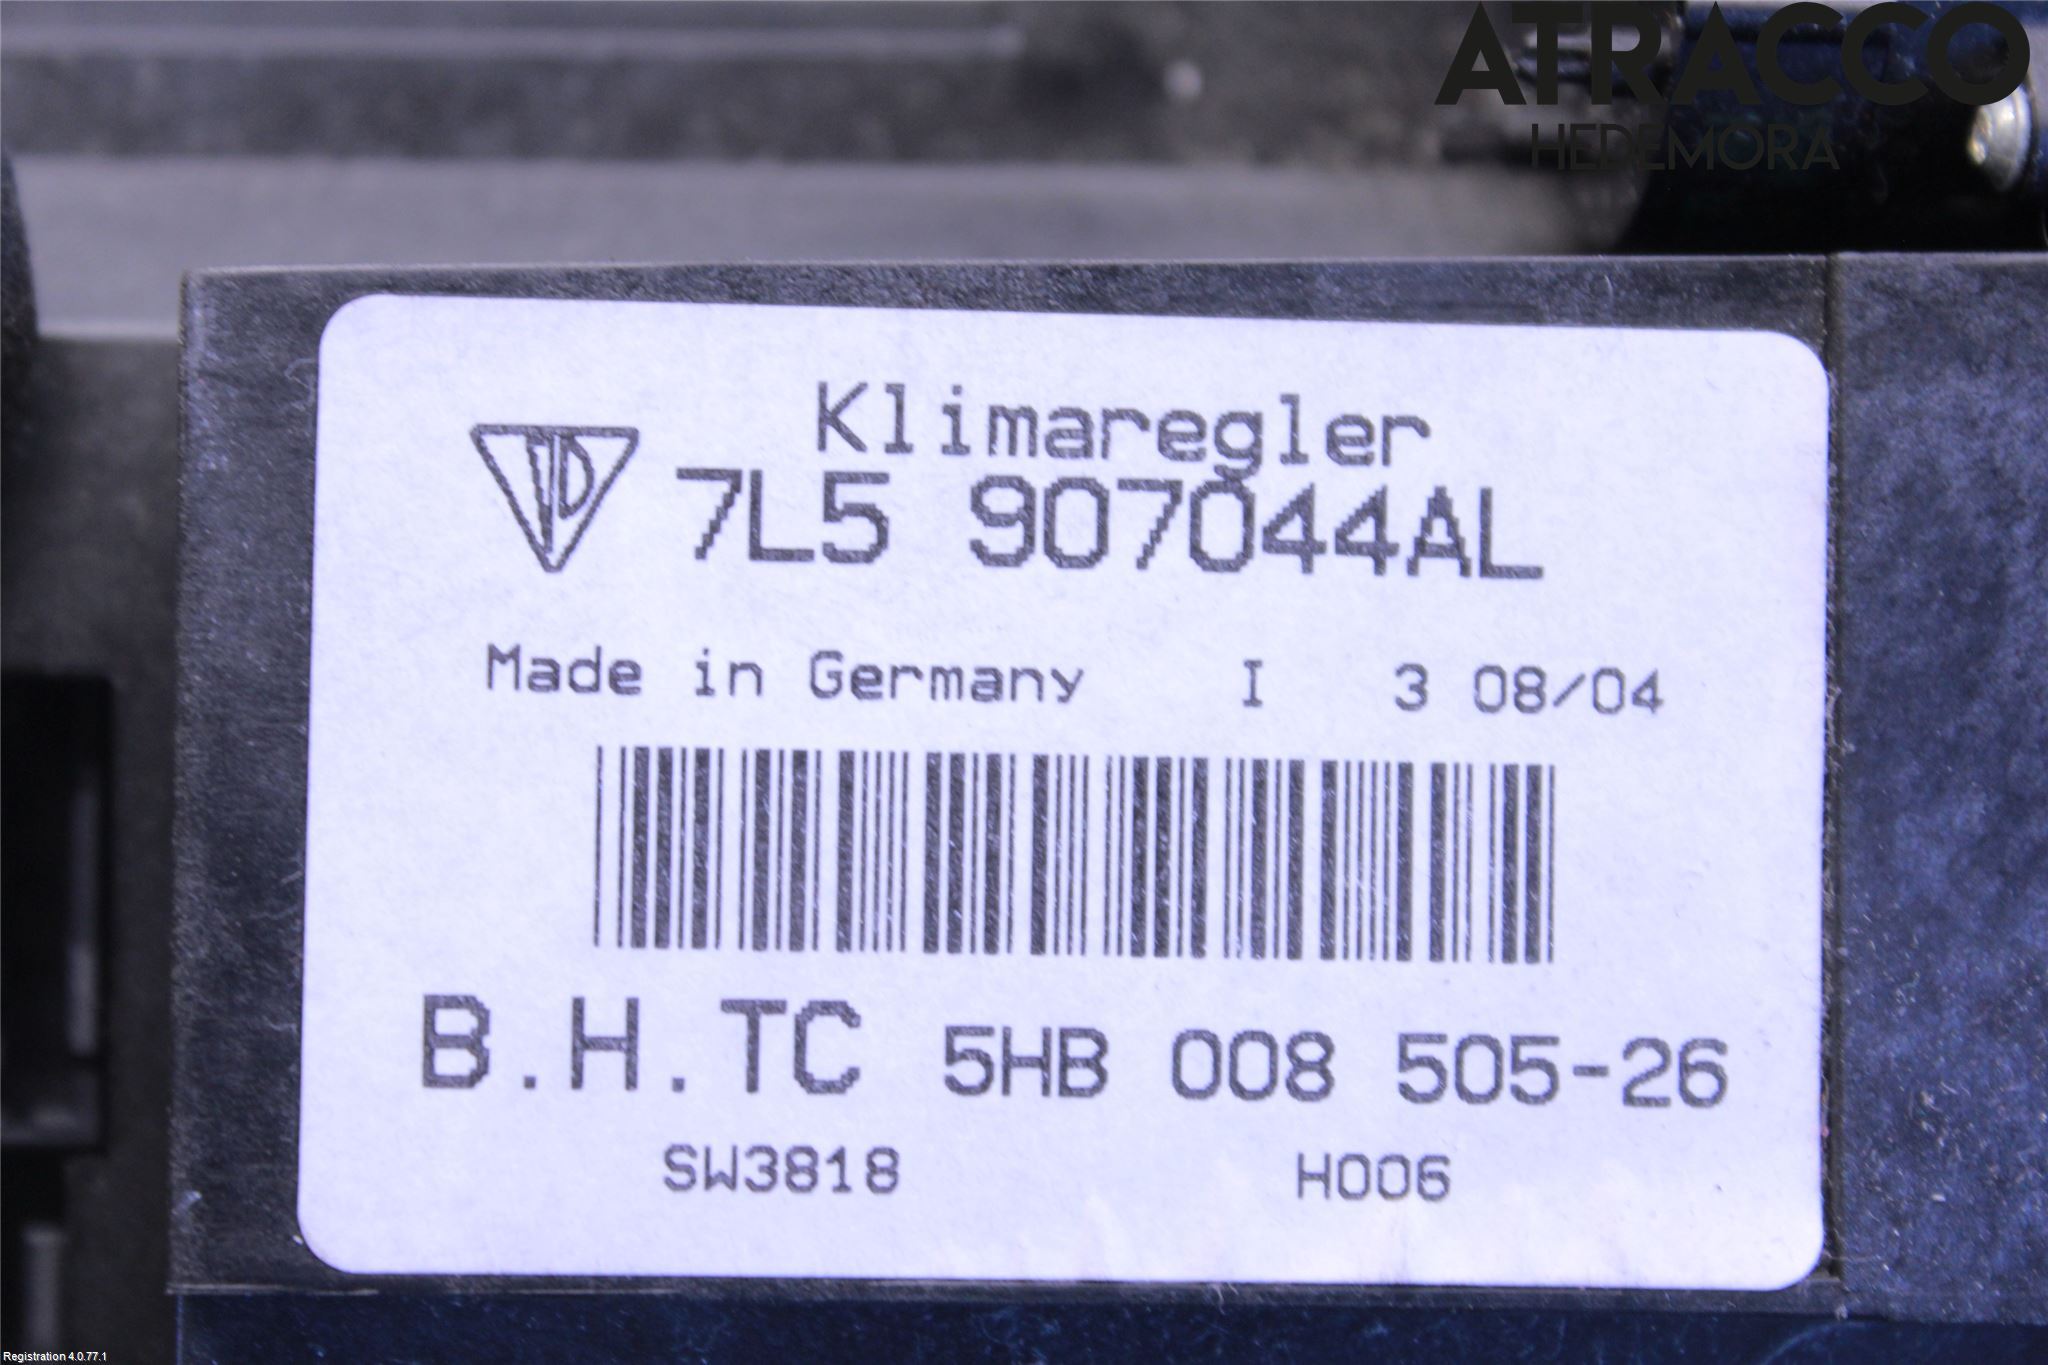 ATRACCO
HEDEMORA
Klimaregler
7L5 907044AL
Made in Germany I 3 08/04
B.H.TC 5HB 008 505-26
SW3818 H006
Registration 4.0.77.1